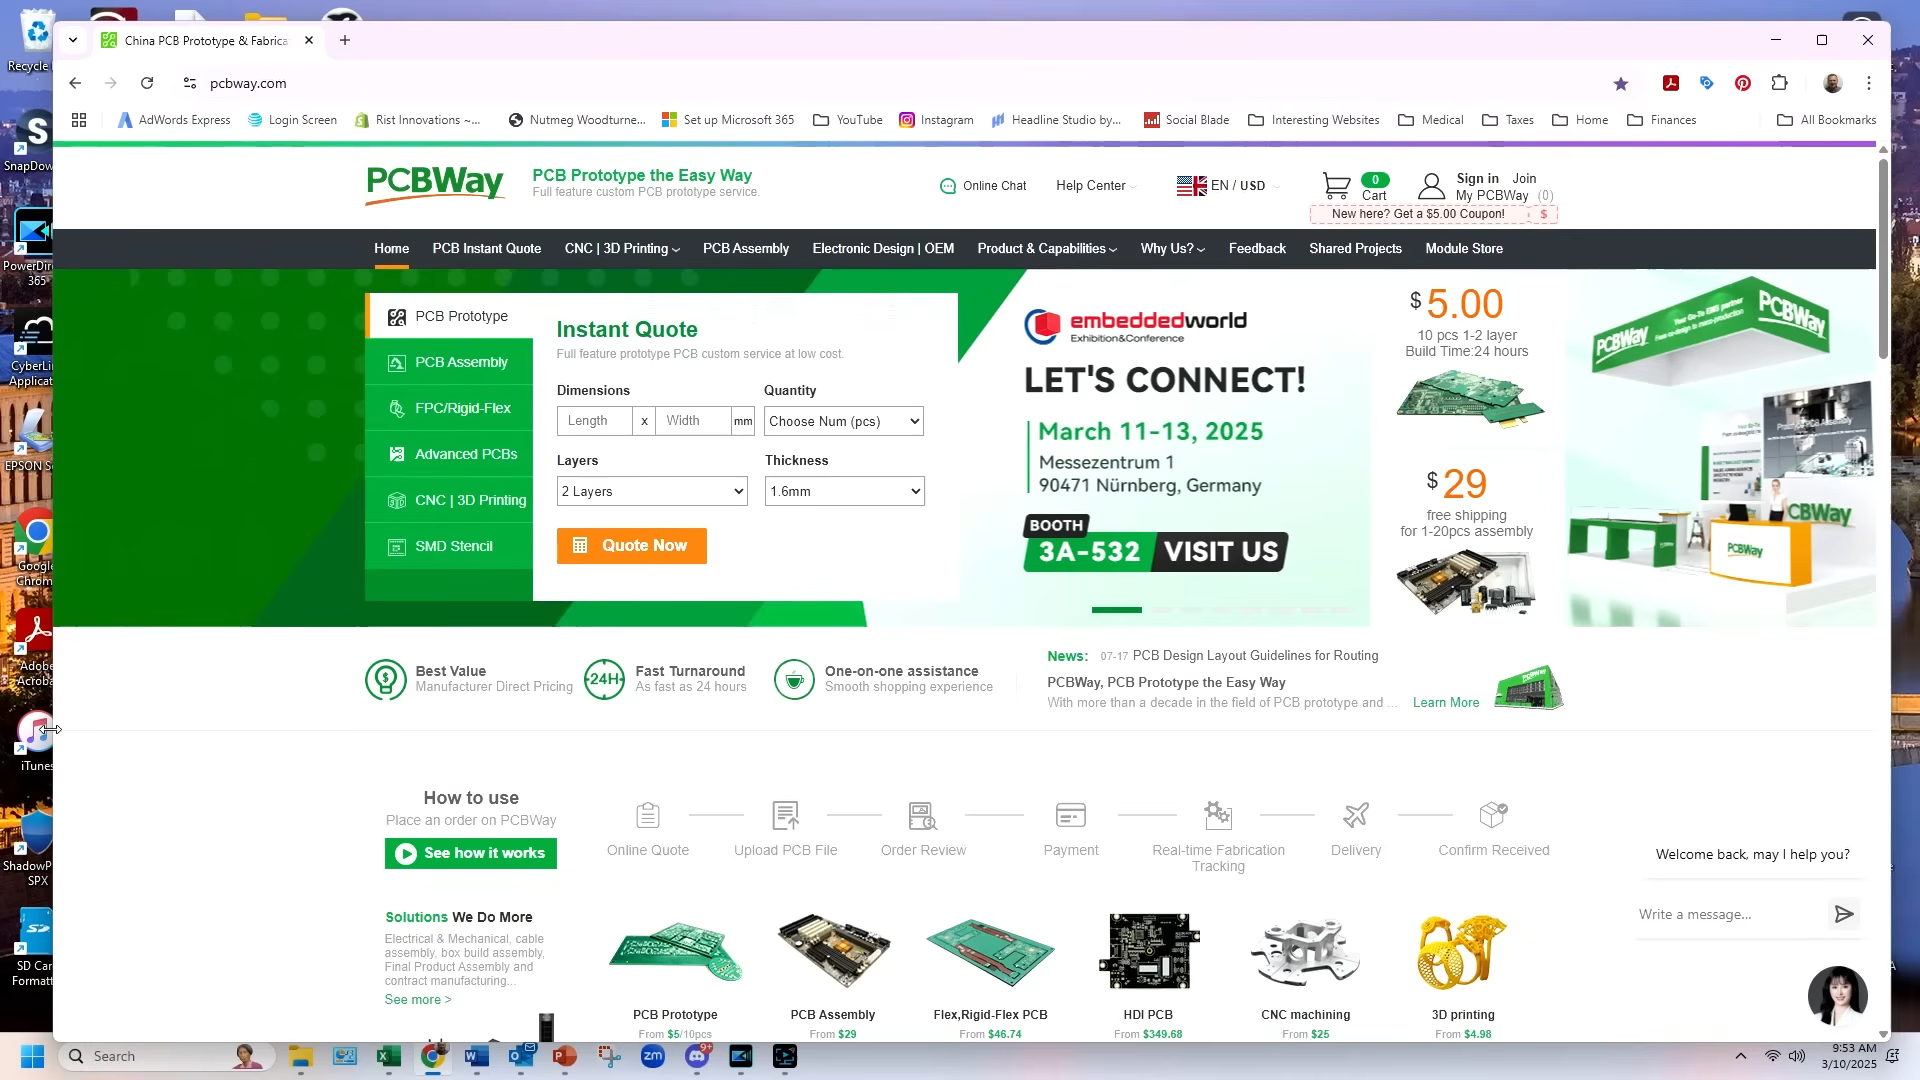 Recycle
China PCB Prototype & Fabrica
pcbway.com
AdWords Express
Login Screen
Rist Innovations ~...
Nutmeg Woodturne...
Set up Microsoft 365
YouTube
Instagram
Headline Studio by...
Social Blade
Interesting Websites
Medical
Taxes
Home
Finances
All Bookmarks
SnapDow
PowerDire
365
CyberLin
Applicat
EPSON S
Google
Chrom
Adobe
Acroba
iTunes
ShadowP
SPX
SD Car
Formatt
PCBWay
PCB Prototype the Easy Way
Full feature custom PCB prototype service.
Online Chat
Help Center
EN / USD
0
Cart
Sign in Join
My PCBWay (0)
New here? Get a $5.00 Coupon! $
Home
PCB Instant Quote
CNC | 3D Printing
PCB Assembly
Electronic Design | OEM
Product & Capabilities
Why Us?
Feedback
Shared Projects
Module Store
PCB Prototype
PCB Assembly
FPC/Rigid-Flex
Advanced PCBs
CNC | 3D Printing
SMD Stencil
Instant Quote
Full feature prototype PCB custom service at low cost.
Dimensions
Quantity
Length x Width mm
Choose Num (pcs)
Layers
Thickness
2 Layers
1.6mm
Quote Now
embeddedworld
Exhibition&Conference
LET'S CONNECT!
March 11-13, 2025
Messezentrum 1
90471 Nürnberg, Germany
BOOTH
3A-532 VISIT US
$ 5.00
10 pcs 1-2 layer
Build Time:24 hours
$ 29
free shipping
for 1-20pcs assembly
PCBWay
PCBWay
CBWay
PCBWay
Best Value
Manufacturer Direct Pricing
24H
Fast Turnaround
As fast as 24 hours
One-on-one assistance
Smooth shopping experience
News: 07-17 PCB Design Layout Guidelines for Routing
PCBWay, PCB Prototype the Easy Way
With more than a decade in the field of PCB prototype and ... Learn More
How to use
Place an order on PCBWay
See how it works
Online Quote
Upload PCB File
Order Review
Payment
Real-time Fabrication
Tracking
Delivery
Confirm Received
Solutions We Do More
Electrical & Mechanical, cable
assembly, box build assembly,
Final Product Assembly and
contract manufacturing...
See more >
PCB Prototype
From $5/10pcs
PCB Assembly
From $29
Flex,Rigid-Flex PCB
From $46.74
HDI PCB
From $349.68
CNC machining
From $25
3D printing
From $4.98
Welcome back, may I help you?
Write a message...
Search
zm
9+
9:53 AM
3/10/2025